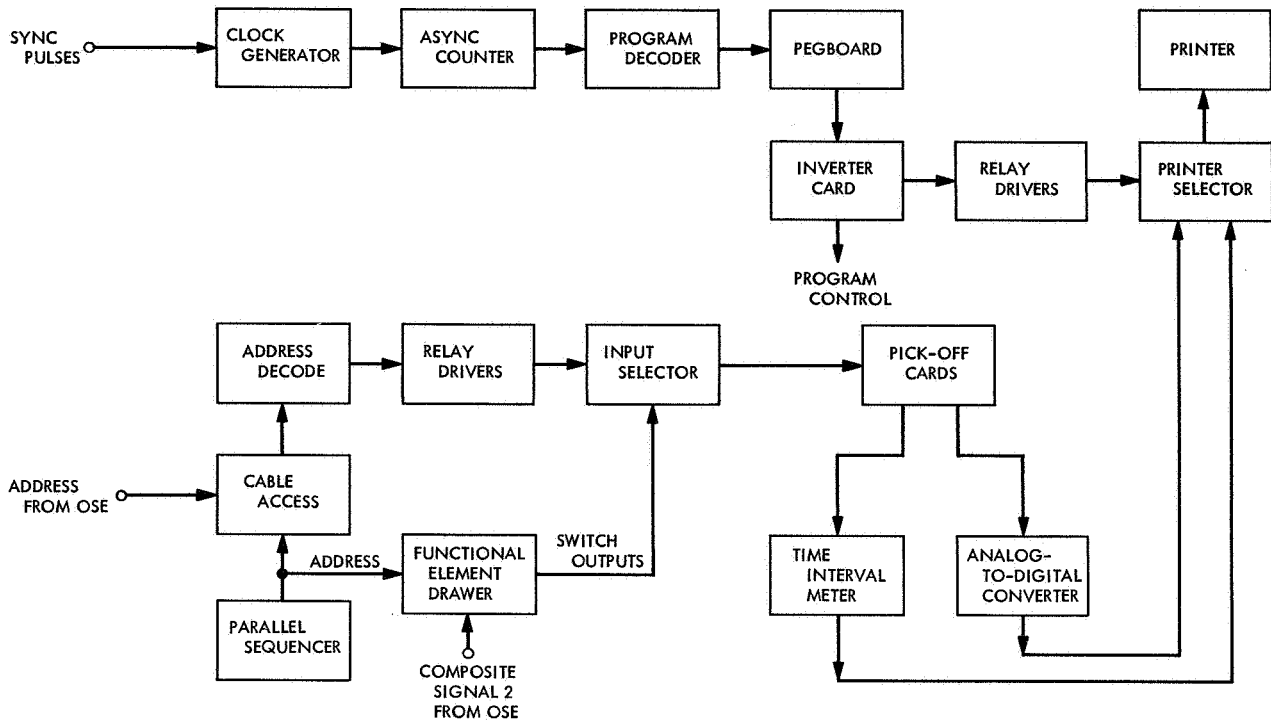 SYNC
PULSES
CLOCK
GENERATOR
ASYNC
COUNTER
PROGRAM
DECODER
PEGBOARD
PRINTER
INVERTER
CARD
RELAY
DRIVERS
PRINTER
SELECTOR
PROGRAM
CONTROL
ADDRESS
DECODE
RELAY
DRIVERS
INPUT
SELECTOR
PICK-OFF
CARDS
ADDRESS
FROM OSE
CABLE
ACCESS
ADDRESS
FUNCTIONAL
ELEMENT
DRAWER
SWITCH
OUTPUTS
TIME
INTERVAL
METER
ANALOG-
TO-DIGITAL
CONVERTER
PARALLEL
SEQUENCER
COMPOSITE
SIGNAL 2
FROM OSE